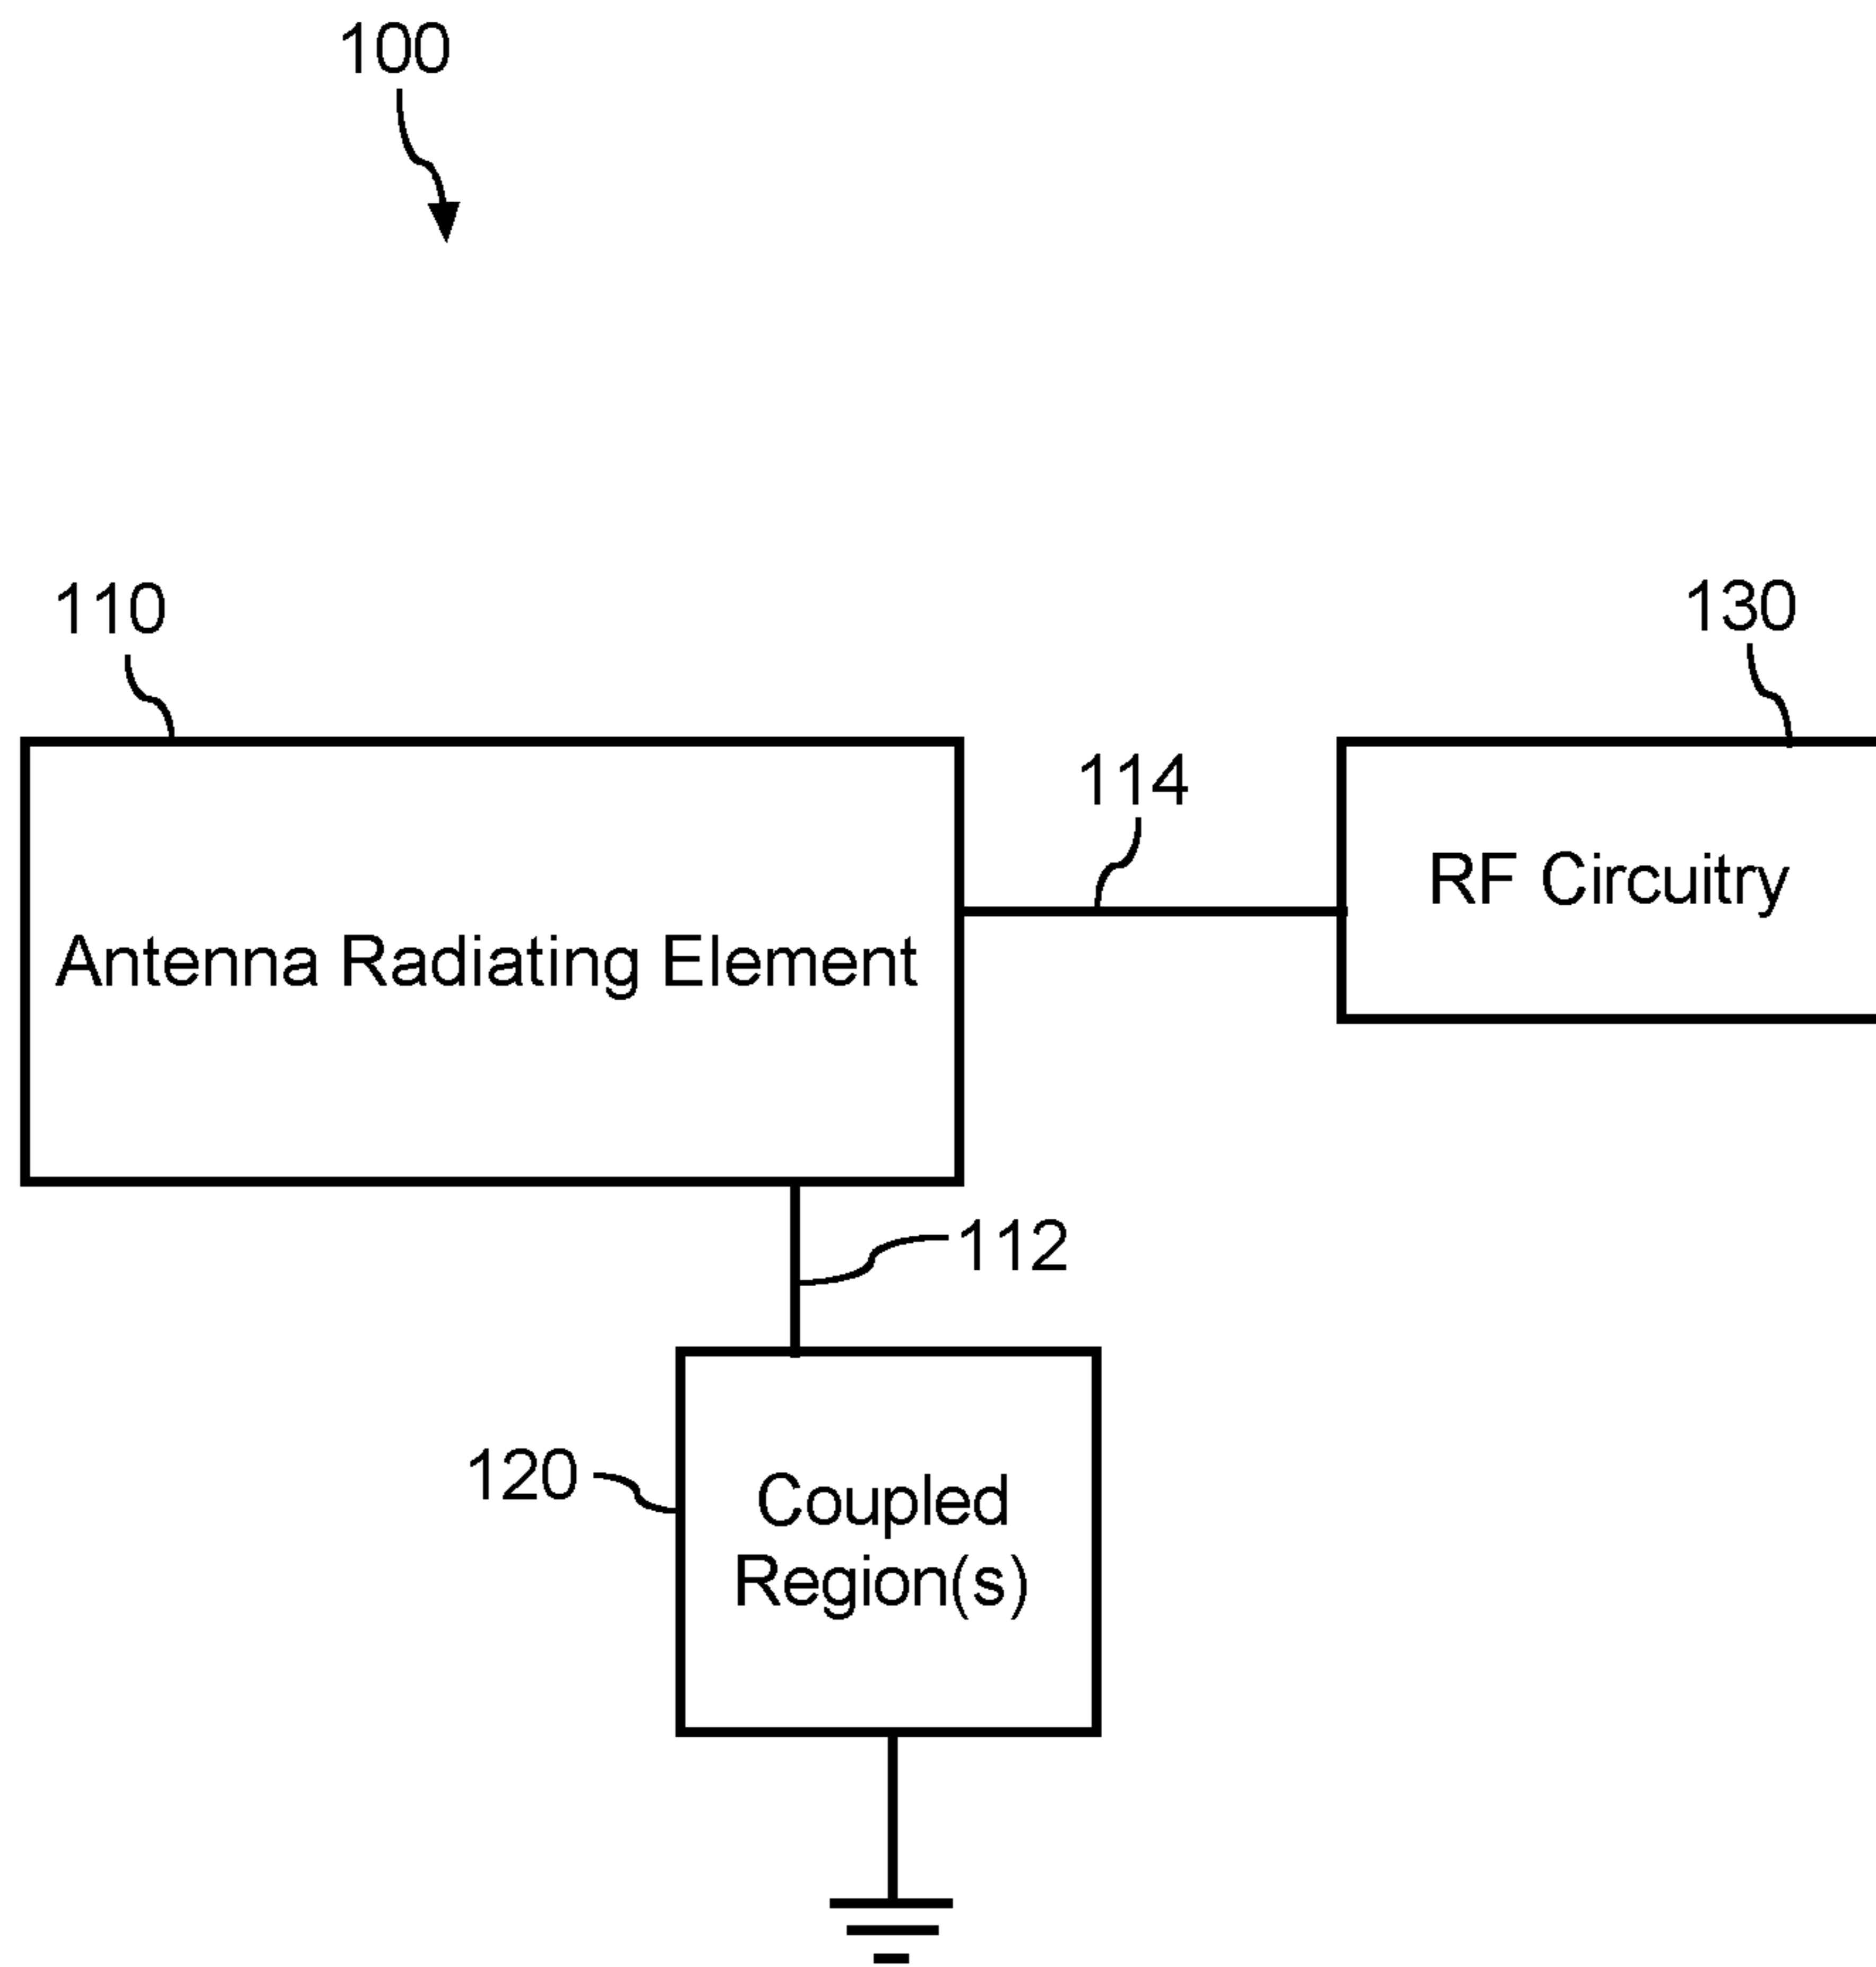 100
110
130
114
RF Circuitry
Antenna Radiating Element
112
120
Coupled
Region(s)